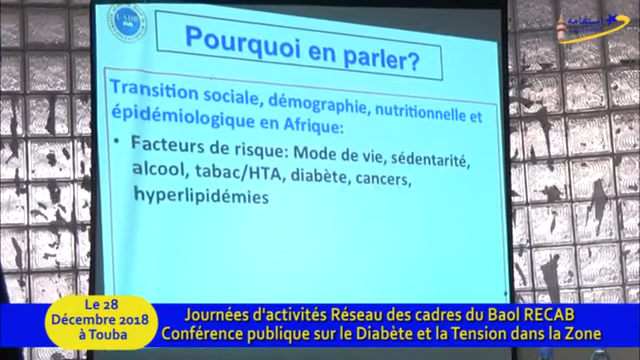 UADB
Pourquoi en parler?
Transition sociale, démographie, nutritionnelle et
épidémiologique en Afrique:
• Facteurs de risque: Mode de vie, sédentarité,
alcool, tabac/HTA, diabète, cancers,
hyperlipidémies
Le 28
Décembre 2018
à Touba
Journées d'activités Réseau des cadres du Baol RECAB
Conférence publique sur le Diabète et la Tension dans la Zone